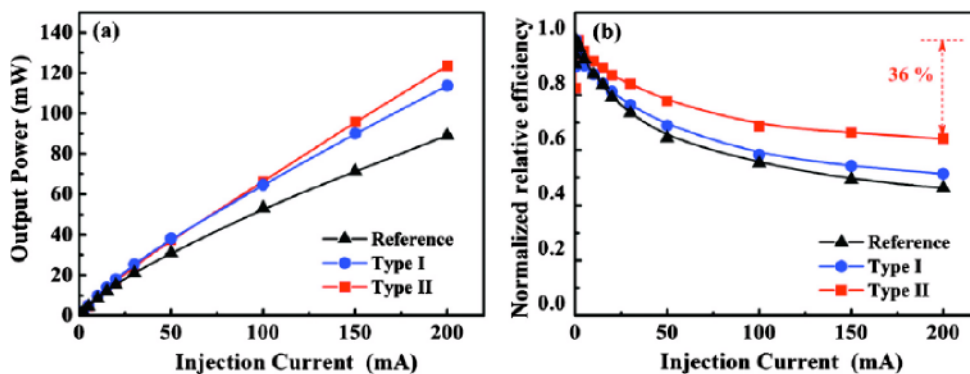 (a)
Output Power (mW)
140
120
100
80
60
40
20
0
0 50 100 150 200
Injection Current (mA)
Reference
Type I
Type II
(b)
Normalized relative efficiency
1.0
0.8
0.6
0.4
0.2
0.0
0 50 100 150 200
Injection Current (mA)
36 %
Reference
Type I
Type II